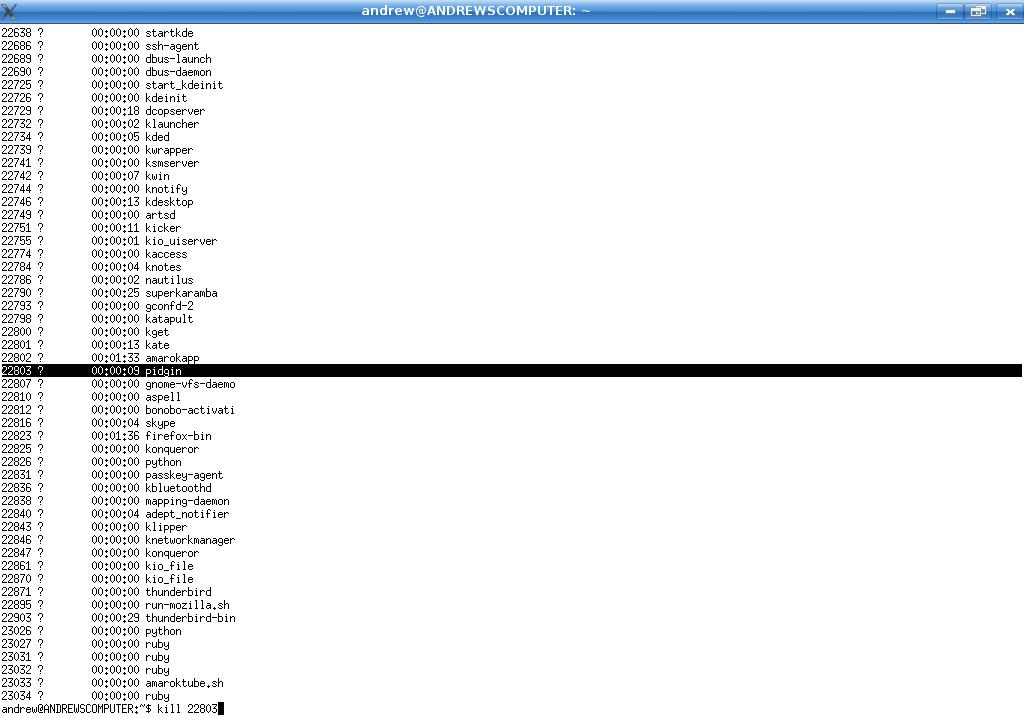 andrew@ANDREWSCOMPUTER: ~
22638 ? 00:00:00 startkde
22686 ? 00:00:00 ssh-agent
22689 ? 00:00:00 dbus-launch
22690 ? 00:00:00 dbus-daemon
22725 ? 00:00:00 start_kdeinit
22726 ? 00:00:00 kdeinit
22729 ? 00:00:18 dcopserver
22732 ? 00:00:02 klauncher
22734 ? 00:00:05 kded
22739 ? 00:00:00 kwrapper
22741 ? 00:00:00 ksmserver
22742 ? 00:00:07 kwin
22744 ? 00:00:00 knotify
22746 ? 00:00:13 kdesktop
22749 ? 00:00:00 artsd
22751 ? 00:00:11 kicker
22755 ? 00:00:01 kio_uiserver
22774 ? 00:00:00 kaccess
22784 ? 00:00:04 knotes
22786 ? 00:00:02 nautilus
22790 ? 00:00:25 superkaramba
22793 ? 00:00:00 gconfd-2
22798 ? 00:00:00 katapult
22800 ? 00:00:00 kget
22801 ? 00:00:13 kate
22802 ? 00:01:33 amarokapp
22803 ? 00:00:09 pidgin
22807 ? 00:00:00 gnome-vfs-daemo
22810 ? 00:00:00 aspell
22812 ? 00:00:00 bonobo-activati
22816 ? 00:00:04 skype
22823 ? 00:01:36 firefox-bin
22825 ? 00:00:00 konqueror
22826 ? 00:00:00 python
22831 ? 00:00:00 passkey-agent
22836 ? 00:00:00 kbluetoothd
22838 ? 00:00:00 mapping-daemon
22840 ? 00:00:04 adept_notifier
22843 ? 00:00:00 klipper
22846 ? 00:00:00 knetworkmanager
22847 ? 00:00:00 konqueror
22861 ? 00:00:00 kio_file
22870 ? 00:00:00 kio_file
22871 ? 00:00:00 thunderbird
22895 ? 00:00:00 run-mozilla.sh
22903 ? 00:00:29 thunderbird-bin
23026 ? 00:00:00 python
23027 ? 00:00:00 ruby
23031 ? 00:00:00 ruby
23032 ? 00:00:00 ruby
23033 ? 00:00:00 amaroktube.sh
23034 ? 00:00:00 ruby
andrew@ANDREWSCOMPUTER:~$ kill 22803